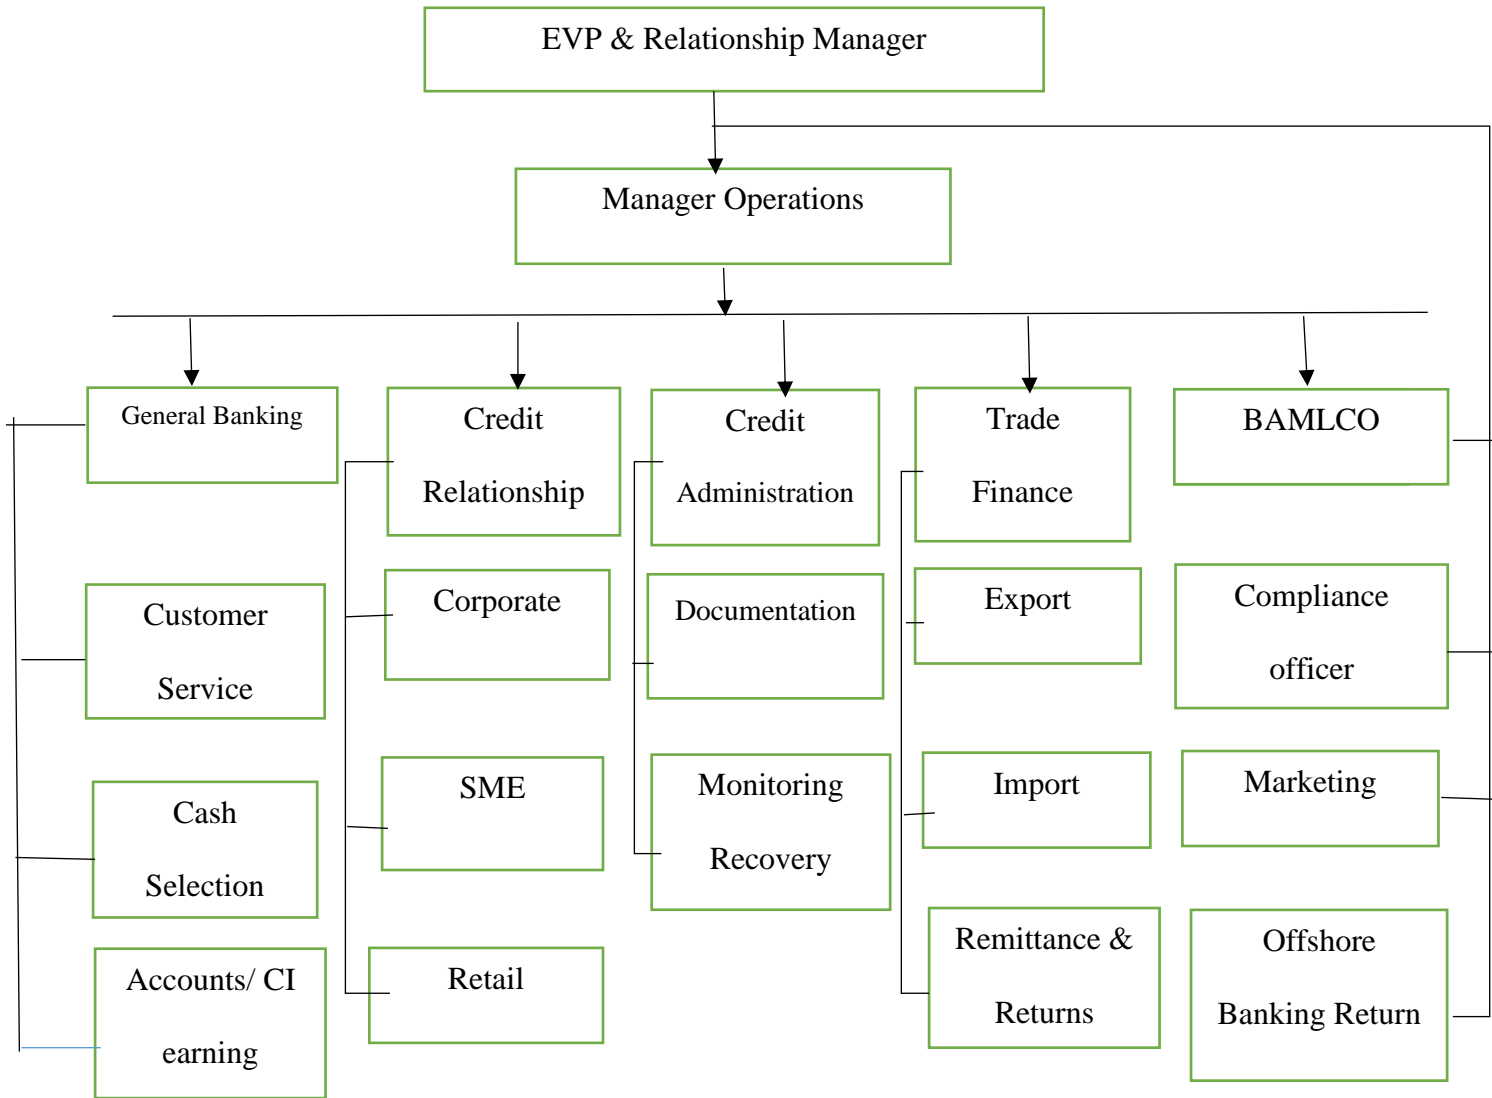 EVP & Relationship Manager
Manager Operations
General Banking
Credit
Relationship
Credit
Administration
Trade
Finance
BAMLCO
Customer
Service
Corporate
Documentation
Export
Compliance
officer
Cash
Selection
SME
Monitoring
Recovery
Import
Marketing
Accounts/ CI
earning
Retail
Remittance &
Returns
Offshore
Banking Return